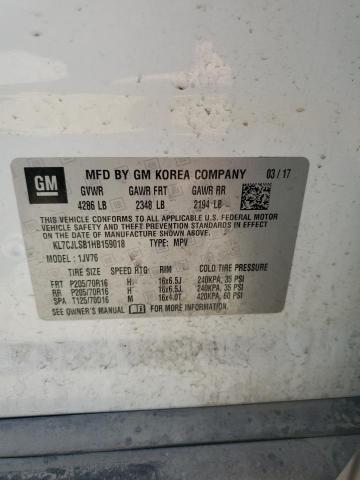 GM
MFD BY GM KOREA COMPANY 03/17
GVWR GAWR FRT GAWR RR
4286 LB 2348 LB 2194 LB
THIS VEHICLE CONFORMS TO ALL APPLICABLE U.S. FEDERAL MOTOR
VEHICLE SAFETY, BUMPER, AND THEFT PREVENTION STANDARDS
IN EFFECT ON THE DATE OF MANUFACTURE SHOWN ABOVE.
KL7CJLSB1HB159018 TYPE: MPV
MODEL: 1JV76
TIRE SIZE SPEED RTG RIM COLD TIRE PRESSURE
FRT P205/70R16 H 16x6.5J 240KPA, 35 PSI
RR P205/70R16 H 16x6.5J 240KPA, 35 PSI
SPA T125/70D16 M 16x4.0T 420KPA, 60 PSI
SEE OWNER'S MANUAL FOR MORE INFORMATION.